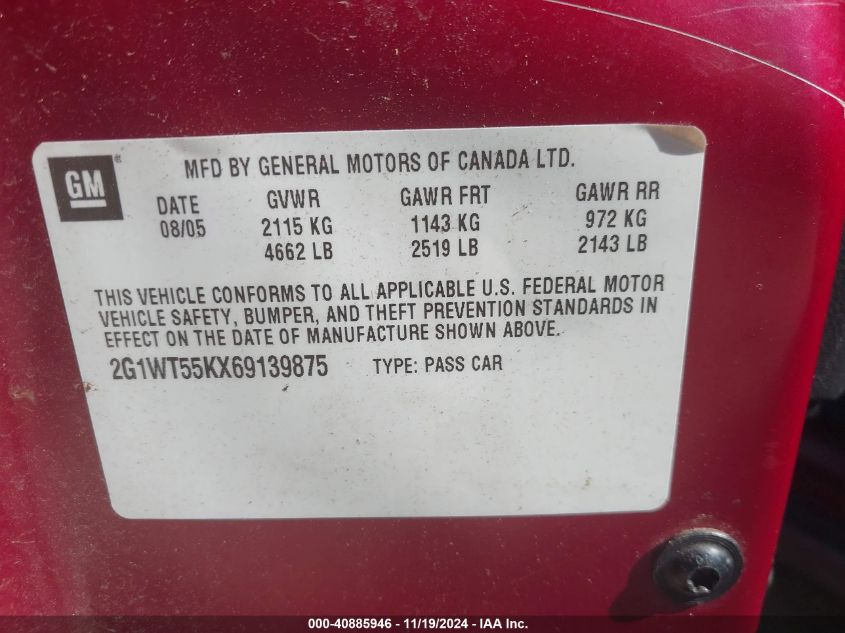 GM
MFD BY GENERAL MOTORS OF CANADA LTD.
DATE GVWR GAWR FRT GAWR RR
08/05 2115 KG 1143 KG 972 KG
4662 LB 2519 LB 2143 LB
THIS VEHICLE CONFORMS TO ALL APPLICABLE U.S. FEDERAL MOTOR
VEHICLE SAFETY, BUMPER, AND THEFT PREVENTION STANDARDS IN
EFFECT ON THE DATE OF MANUFACTURE SHOWN ABOVE.
2G1WT55KX69139875 TYPE: PASS CAR
000-40885946 - 11/19/2024 - IAA Inc.